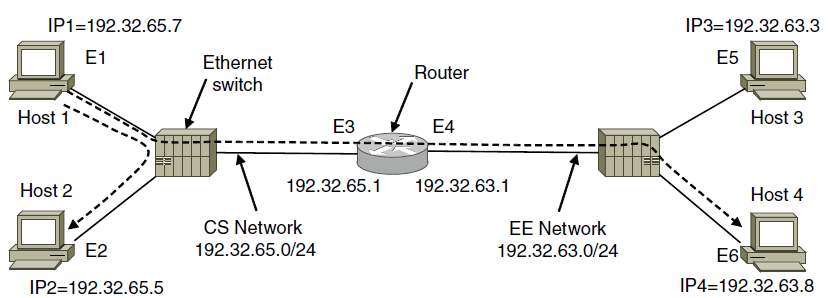 IP1=192.32.65.7
E1
Host 1
Ethernet
switch
Router
IP3=192.32.63.3
E5
Host 3
E3
E4
192.32.65.1
192.32.63.1
Host 2
E2
IP2=192.32.65.5
CS Network
192.32.65.0/24
EE Network
192.32.63.0/24
Host 4
E6
IP4=192.32.63.8